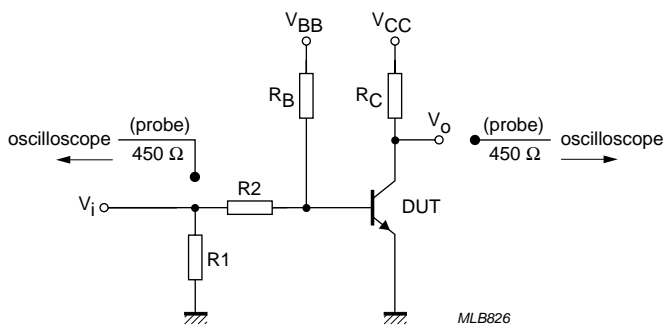 VBB
VCC
RB
RC
Vo
(probe)
oscilloscope
450 Ω
(probe)
oscilloscope
450 Ω
Vi
R2
DUT
R1
MLB826